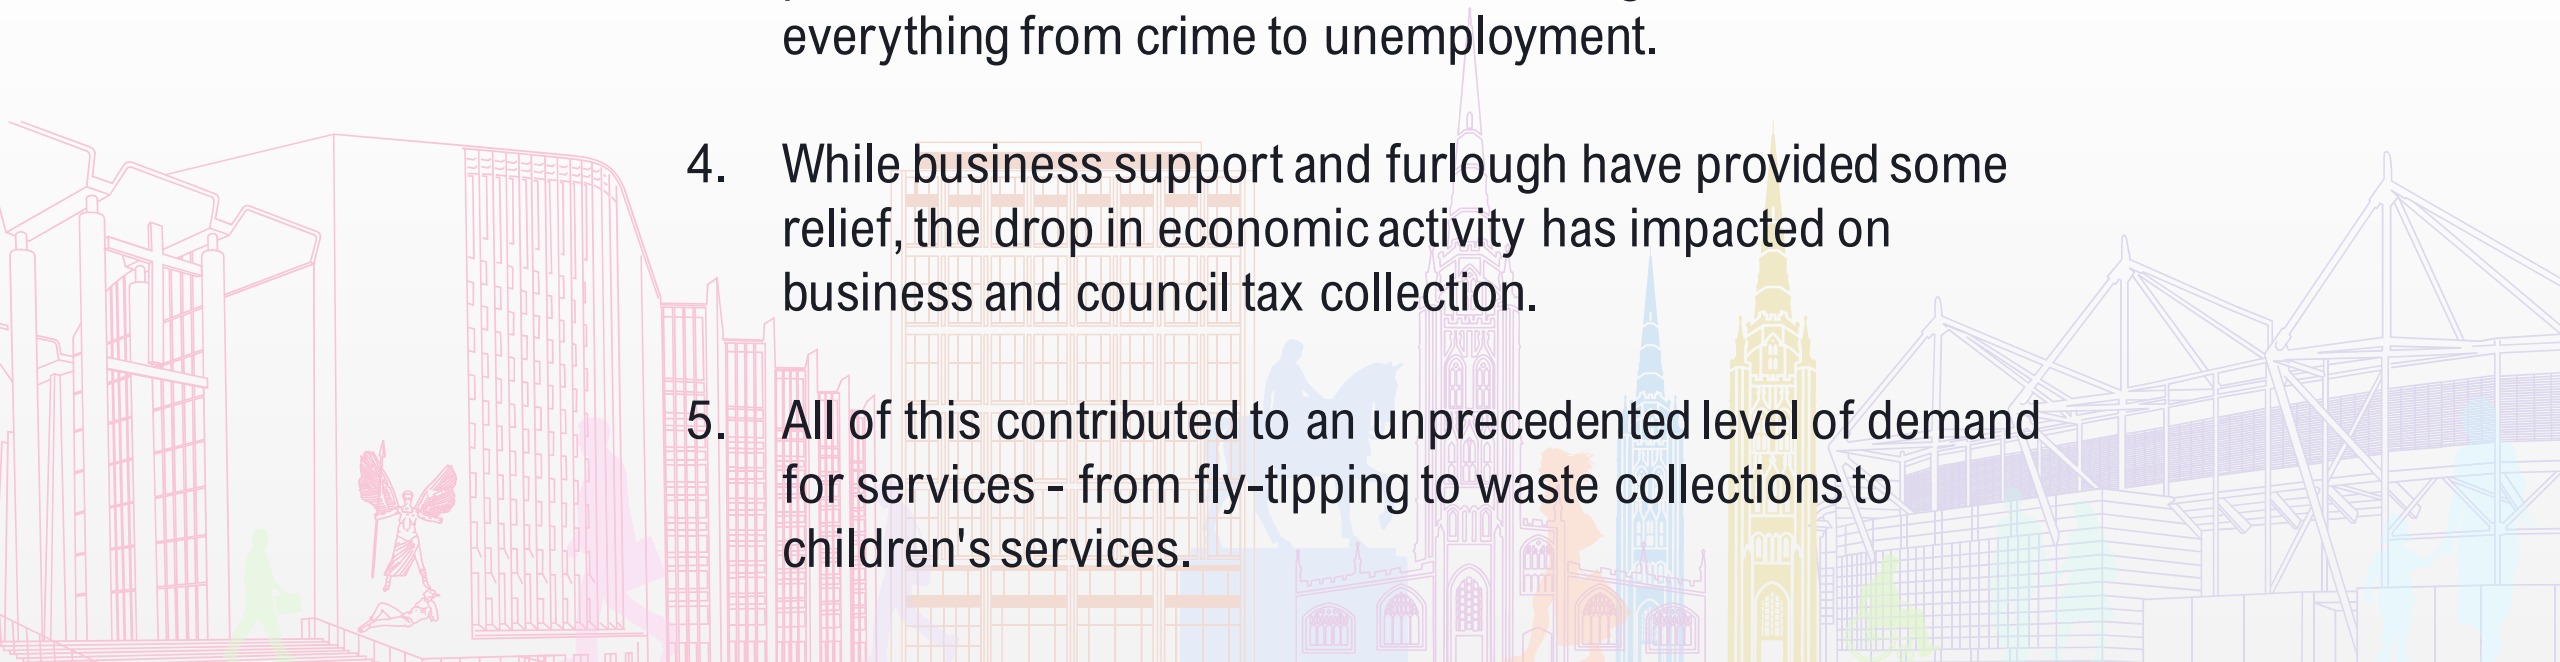 everything from crime to unemployment.
4. While business support and furlough have provided some
relief, the drop in economic activity has impacted on
business and council tax collection.
5. All of this contributed to an unprecedented level of demand
for services - from fly-tipping to waste collections to
children's services.